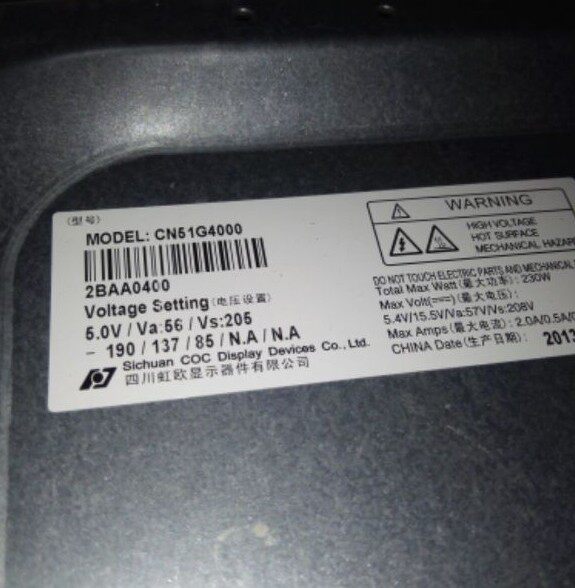 (型号)
MODEL: CN51G4000
2BAA0400
Voltage Setting (电压设置)
5.0V / Va:56 / Vs:205
- 190 / 137 / 85 / N.A / N.A
Sichuan COC Display Devices Co., Ltd.
四川虹欧显示器件有限公司
WARNING
HIGH VOLTAGE
HOT SURFACE
MECHANICAL HAZARD
DO NOT TOUCH ELECTRIC PARTS AND MECHANICAL
Total Max Watt (最大功率): 230W
Max Volt(===) (最大电压):
5.4V/15.5V/Va:57V/Vs:208V
Max Amps (最大电流): 2.0A/0.5A/
CHINA Date (生产日期): 2013